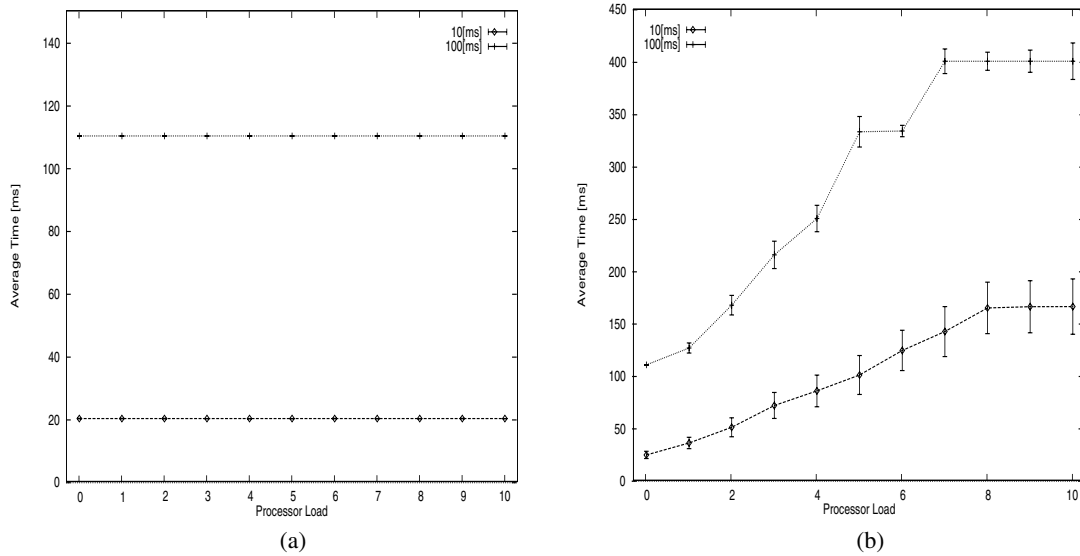 140
120
100
80
60
40
20
0
Average Time [ms]
10[ms]
100[ms]
0 1 2 3 4 5 6 7 8 9 10
Processor Load
(a)
450
400
350
300
250
200
150
100
50
0
Average Time [ms]
10[ms]
100[ms]
0 2 4 6 8 10
Processor Load
(b)